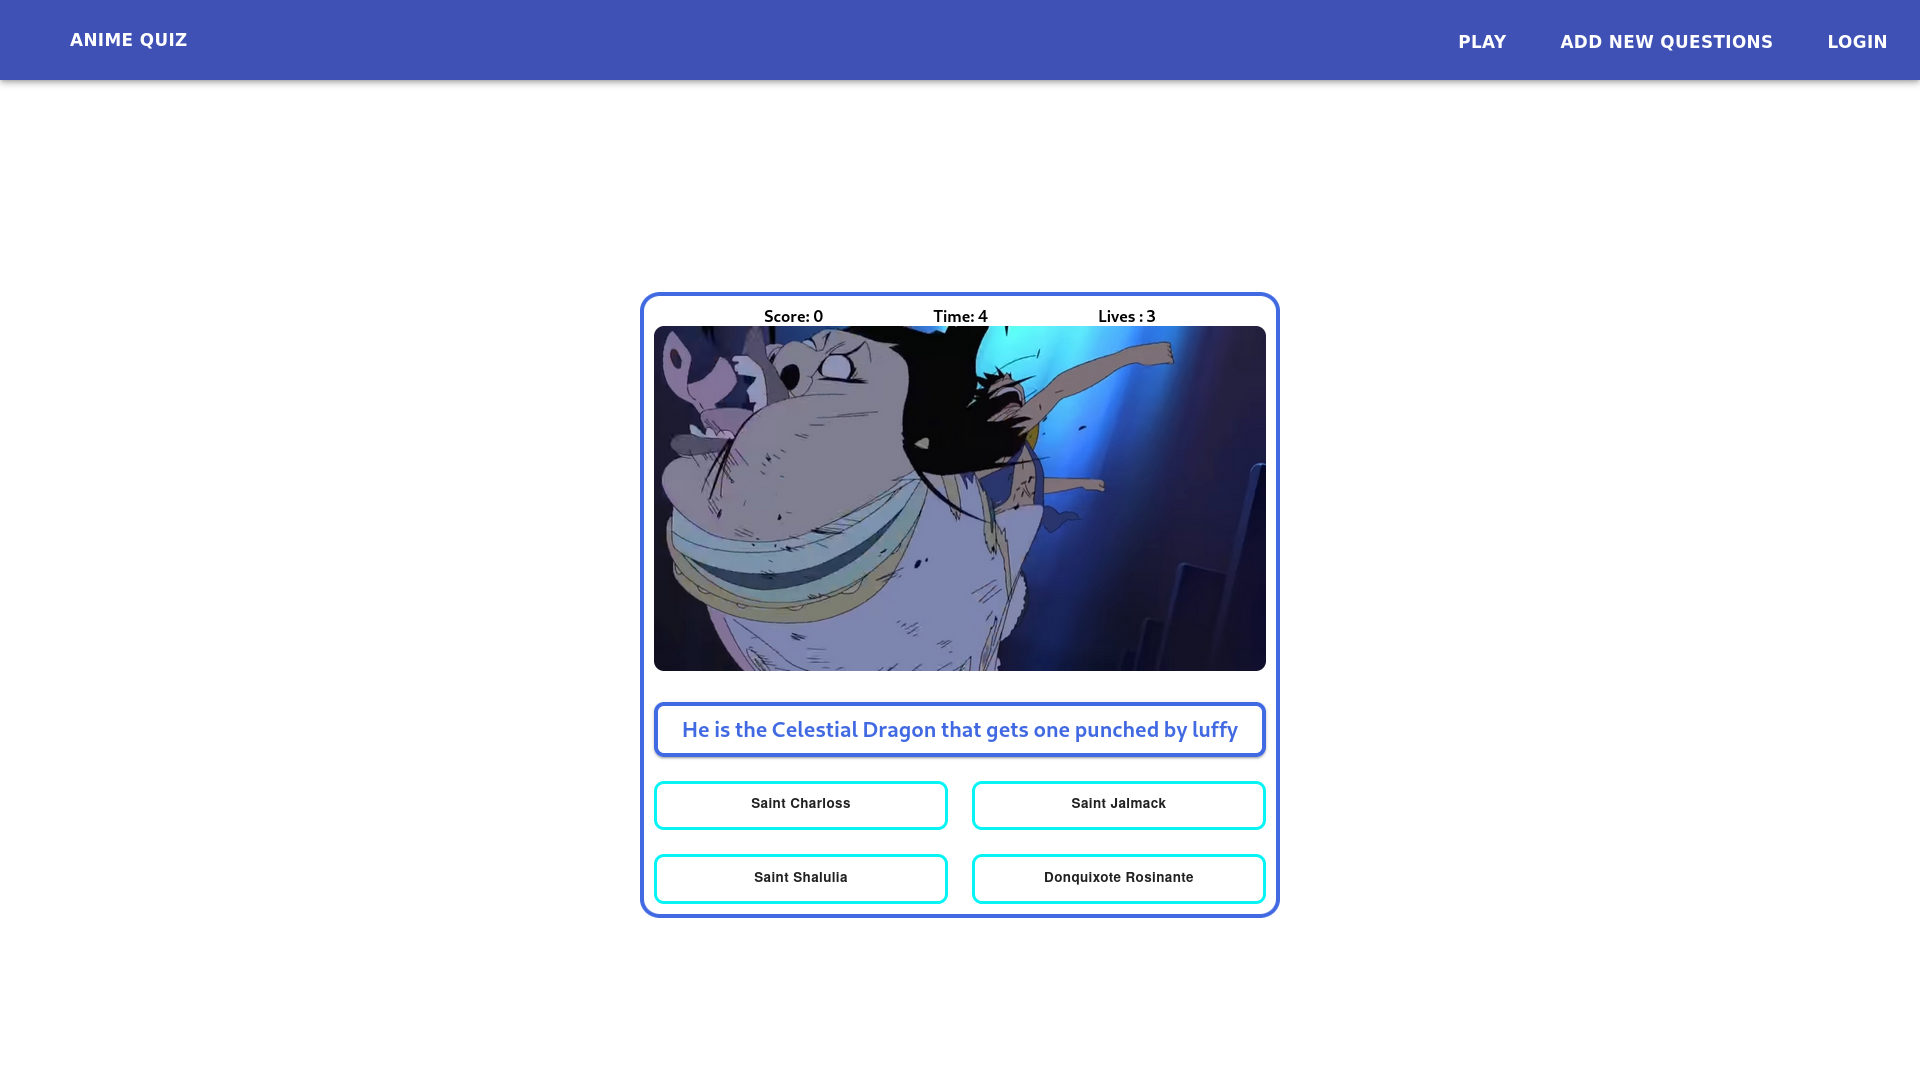 ANIME QUIZ
PLAY
ADD NEW QUESTIONS
LOGIN
Score: 0
Time: 4
Lives : 3
He is the Celestial Dragon that gets one punched by luffy
Saint Charloss
Saint Jalmack
Saint Shalulia
Donquixote Rosinante